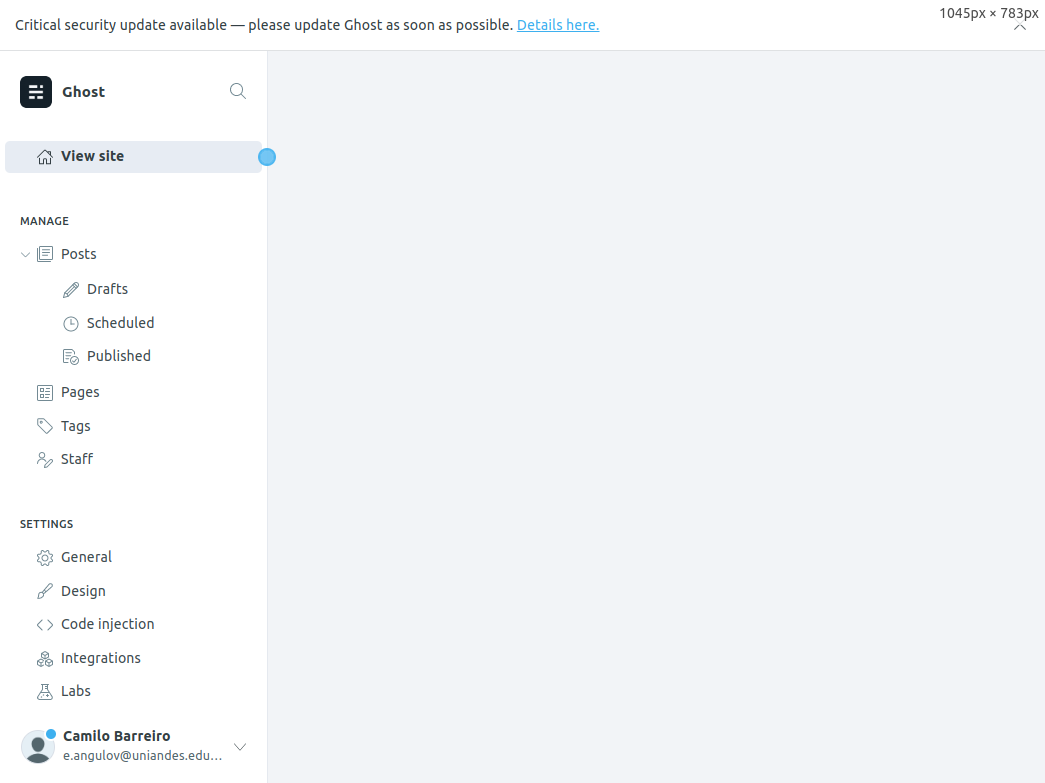 1045px × 783px
Critical security update available — please update Ghost as soon as possible. Details here.
Ghost
View site
MANAGE
Posts
Drafts
Scheduled
Published
Pages
Tags
Staff
SETTINGS
General
Design
Code injection
Integrations
Labs
Camilo Barreiro
e.angulov@uniandes.edu...